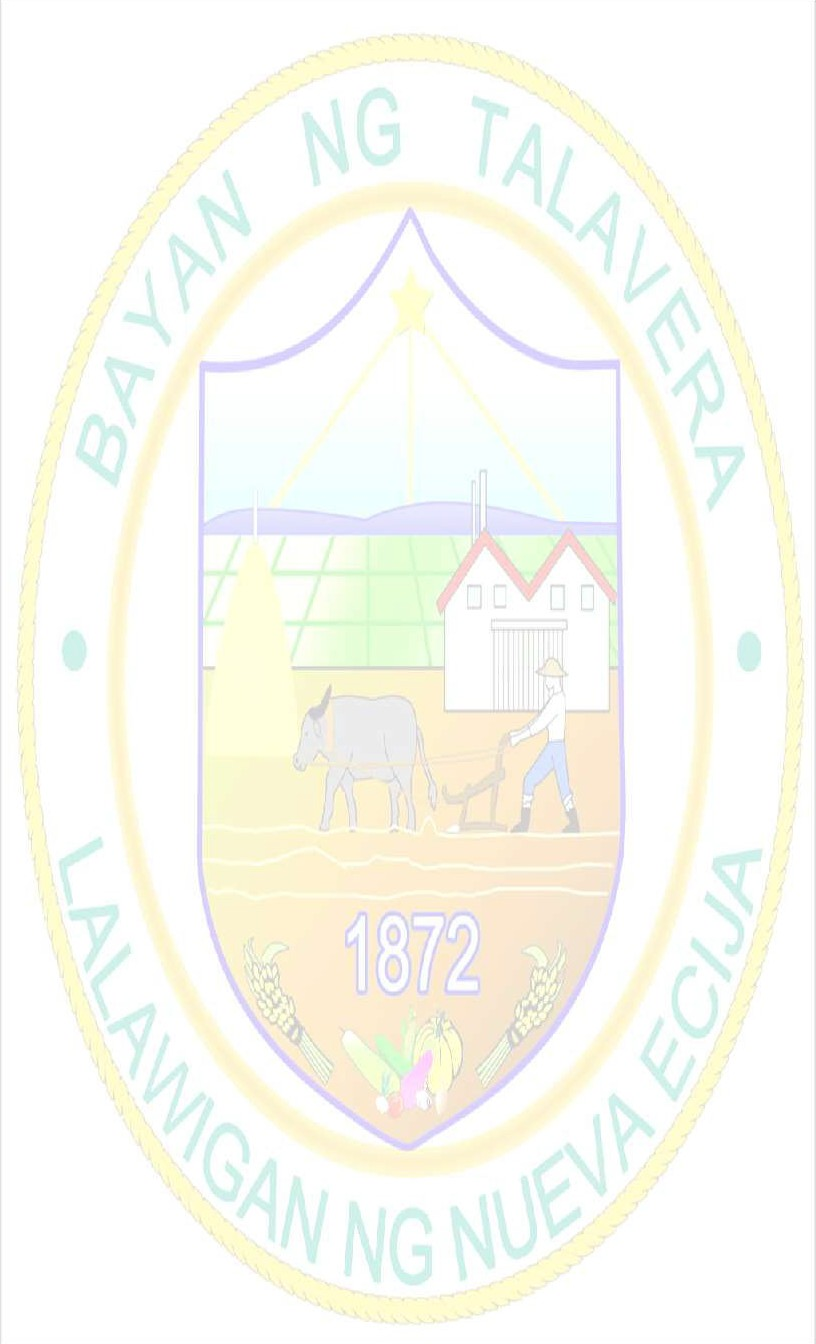 BAYAN NG TALAVERA
1872
LALAWIGAN NG NUEVA ECIJA